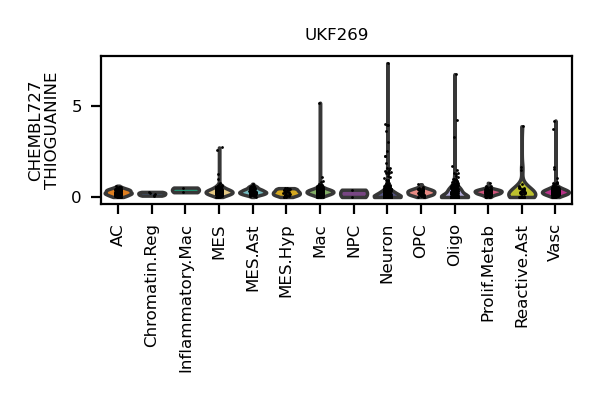 UKF269
CHEMBL727
THIOGUANINE
5
0
AC
Chromatin.Reg
Inflammatory.Mac
MES
MES.Ast
MES.Hyp
Mac
NPC
Neuron
OPC
Oligo
Prolif.Metab
Reactive.Ast
Vasc